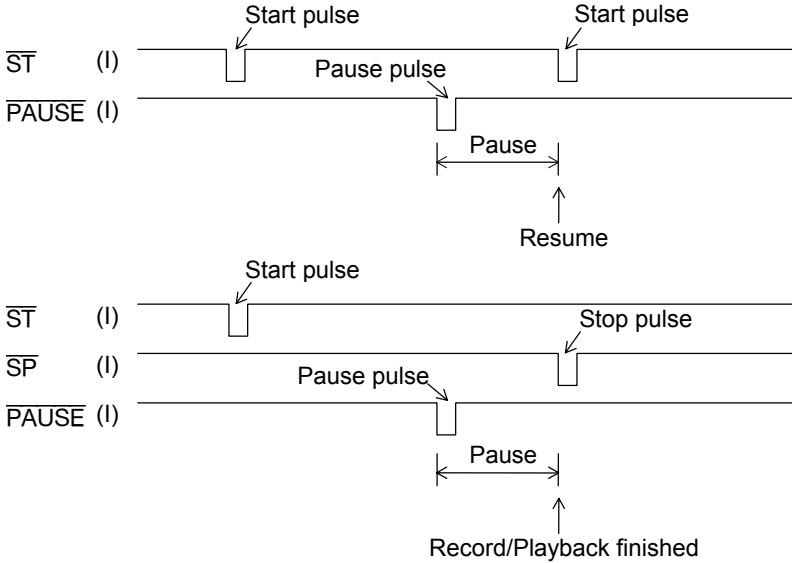 Start pulse Start pulse
ST (I)
Pause pulse
PAUSE (I)
Pause
Resume
Start pulse
ST (I)
Stop pulse
SP (I)
Pause pulse
PAUSE (I)
Pause
Record/Playback finished